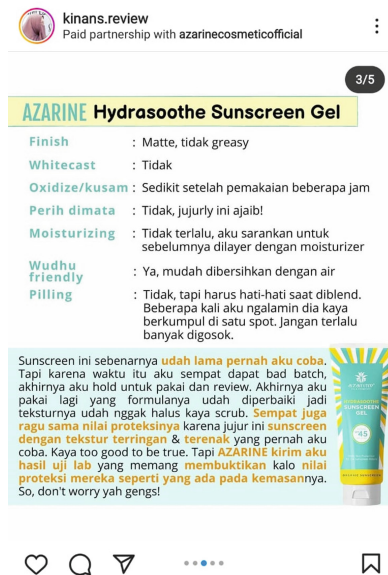 kinans.review
Paid partnership with azarinecosmeticofficial
3/5
AZARINE Hydrasoothe Sunscreen Gel
Finish : Matte, tidak greasy
Whitecast : Tidak
Oxidize/kusam : Sedikit setelah pemakaian beberapa jam
Perih dimata : Tidak, jujurly ini ajaib!
Moisturizing : Tidak terlalu, aku sarankan untuk
sebelumnya dilayer dengan moisturizer
Wudhu
friendly : Ya, mudah dibersihkan dengan air
Pilling : Tidak, tapi harus hati-hati saat diblend.
Beberapa kali aku ngalamin dia kaya
berkumpul di satu spot. Jangan terlalu
banyak digosok.
Sunscreen ini sebenarnya udah lama pernah aku coba.
Tapi karena waktu itu aku sempat dapat bad batch,
akhirnya aku hold untuk pakai dan review. Akhirnya aku
pakai lagi yang formulanya udah diperbaiki jadi
teksturnya udah nggak halus kaya scrub. Sempat juga
ragu sama nilai proteksinya karena jujur ini sunscreen
dengan tekstur terringan & terenak yang pernah aku
coba. Kaya too good to be true. Tapi AZARINE kirim aku
hasil uji lab yang memang membuktikan kalo nilai
proteksi mereka seperti yang ada pada kemasannya.
So, don't worry yah gengs!
AZARINE
HYDRASOOTHE
SUNSCREEN
GEL
45